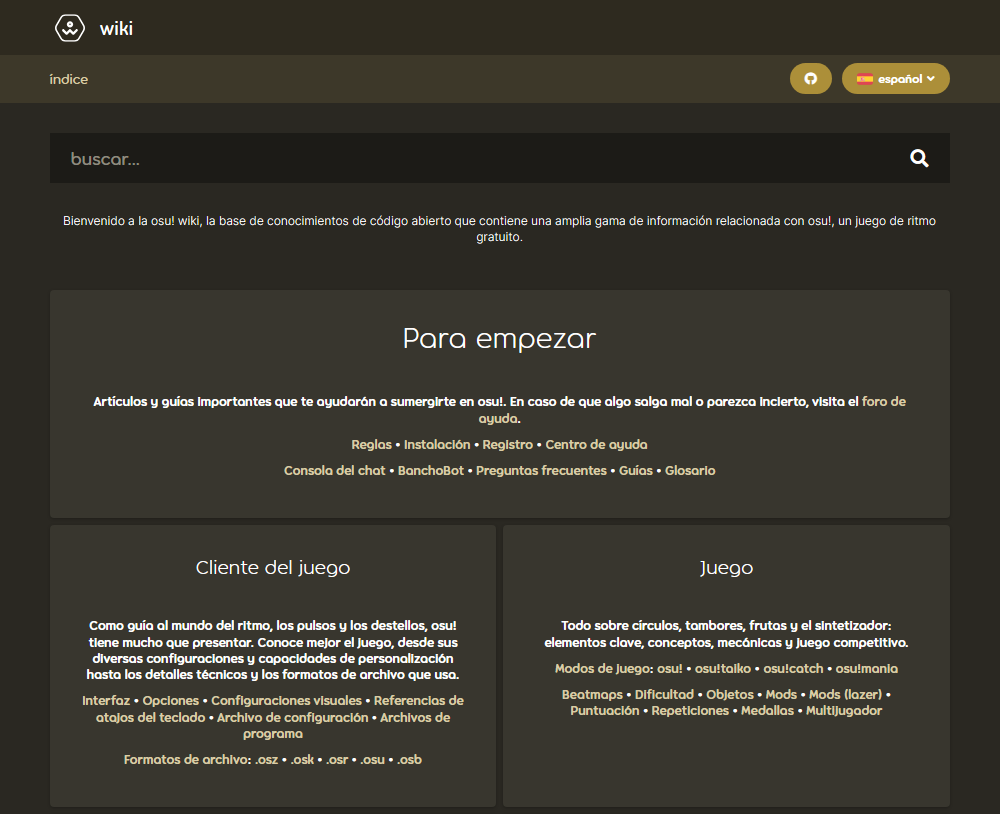 wiki
índice
español
buscar...
Bienvenido a la osu! wiki, la base de conocimientos de código abierto que contiene una amplia gama de información relacionada con osu!, un juego de ritmo
gratuito.
Para empezar
Artículos y guías importantes que te ayudarán a sumergirte en osu!. En caso de que algo salga mal o parezca incierto, visita el foro de
ayuda.
Reglas • Instalación • Registro • Centro de ayuda
Consola del chat • BanchoBot • Preguntas frecuentes • Guías • Glosario
Cliente del juego
Como guía al mundo del ritmo, los pulsos y los destellos, osu!
tiene mucho que presentar. Conoce mejor el juego, desde sus
diversas configuraciones y capacidades de personalización
hasta los detalles técnicos y los formatos de archivo que usa.
Interfaz • Opciones • Configuraciones visuales • Referencias de
atajos del teclado • Archivo de configuración • Archivos de
programa
Formatos de archivo: .osz • .osk • .osr • .osu • .osb
Juego
Todo sobre círculos, tambores, frutas y el sintetizador:
elementos clave, conceptos, mecánicas y juego competitivo.
Modos de juego: osu! • osu!taiko • osu!catch • osu!mania
Beatmaps • Dificultad • Objetos • Mods • Mods (lazer) •
Puntuación • Repeticiones • Medallas • Multijugador